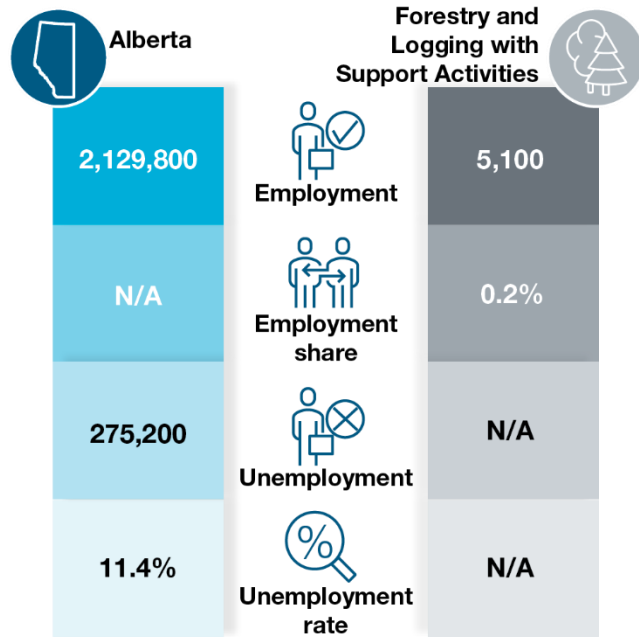 Alberta
Forestry and
Logging with
Support Activities
2,129,800
Employment
5,100
N/A
Employment
share
0.2%
275,200
Unemployment
N/A
11.4%
%
Unemployment
rate
N/A